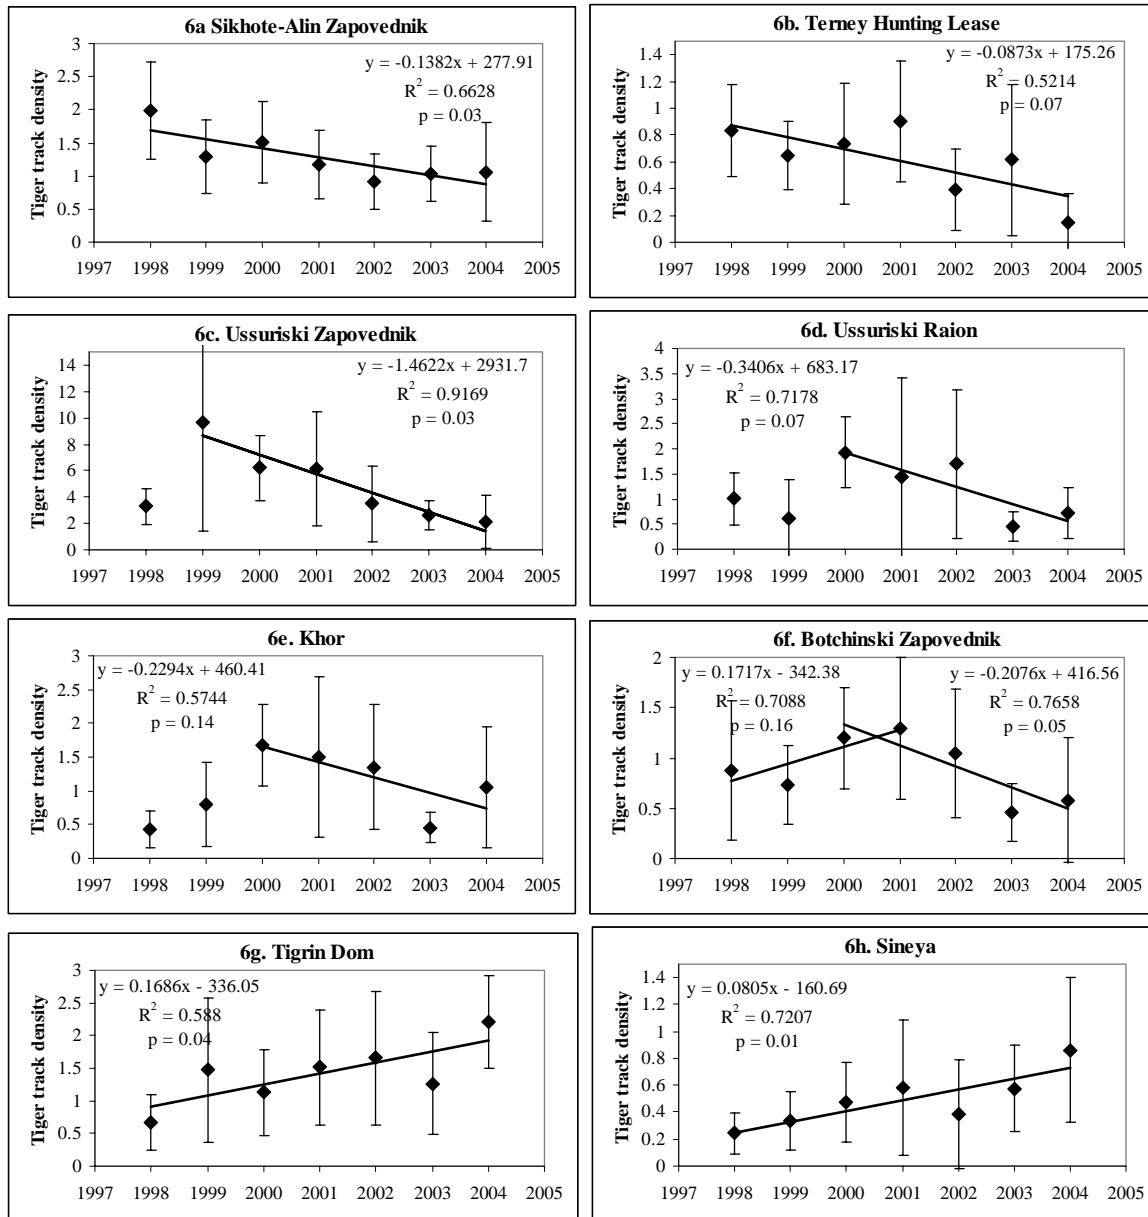 6a Sikhote-Alin Zapovednik
Tiger track density
3
2.5
2
1.5
1
0.5
0
y = -0.1382x + 277.91
R² = 0.6628
p = 0.03
1997 1998 1999 2000 2001 2002 2003 2004 2005
6b. Terney Hunting Lease
Tiger track density
1.4
1.2
1
0.8
0.6
0.4
0.2
0
y = -0.0873x + 175.26
R² = 0.5214
p = 0.07
1997 1998 1999 2000 2001 2002 2003 2004 2005
6c. Ussuriski Zapovednik
Tiger track density
14
12
10
8
6
4
2
0
y = -1.4622x + 2931.7
R² = 0.9169
p = 0.03
1997 1998 1999 2000 2001 2002 2003 2004 2005
6d. Ussuriski Raion
Tiger track density
4
3.5
3
2.5
2
1.5
1
0.5
0
y = -0.3406x + 683.17
R² = 0.7178
p = 0.07
1997 1998 1999 2000 2001 2002 2003 2004 2005
6e. Khor
Tiger track density
3
2.5
2
1.5
1
0.5
0
y = -0.2294x + 460.41
R² = 0.5744
p = 0.14
1997 1998 1999 2000 2001 2002 2003 2004 2005
6f. Botchinski Zapovednik
Tiger track density
2
1.5
1
0.5
0
y = 0.1717x - 342.38
R² = 0.7088
p = 0.16
y = -0.2076x + 416.56
R² = 0.7658
p = 0.05
1997 1998 1999 2000 2001 2002 2003 2004 2005
6g. Tigrin Dom
Tiger track density
3
2.5
2
1.5
1
0.5
0
y = 0.1686x - 336.05
R² = 0.588
p = 0.04
1997 1998 1999 2000 2001 2002 2003 2004 2005
6h. Sineya
Tiger track density
1.4
1.2
1
0.8
0.6
0.4
0.2
0
y = 0.0805x - 160.69
R² = 0.7207
p = 0.01
1997 1998 1999 2000 2001 2002 2003 2004 2005